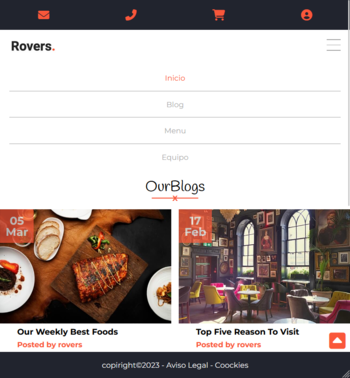 Rovers.
Inicio
Blog
Menu
Equipo
OurBlogs
05
Mar
17
Feb
Our Weekly Best Foods
Posted by rovers
Top Five Reason To Visit
Posted by rovers
copiright©2023 - Aviso Legal - Coockies